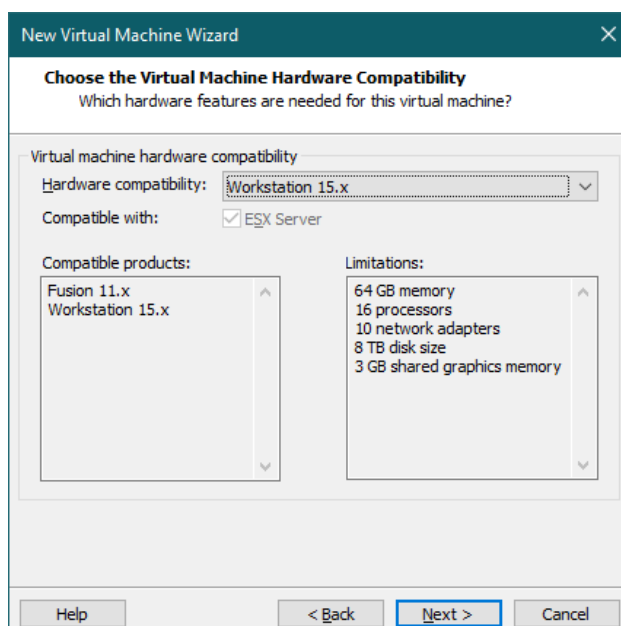 New Virtual Machine Wizard
Choose the Virtual Machine Hardware Compatibility
Which hardware features are needed for this virtual machine?
Virtual machine hardware compatibility
Hardware compatibility: Workstation 15.x
Compatible with: ESX Server
Compatible products:
Fusion 11.x
Workstation 15.x
Limitations:
64 GB memory
16 processors
10 network adapters
8 TB disk size
3 GB shared graphics memory
Help < Back Next > Cancel